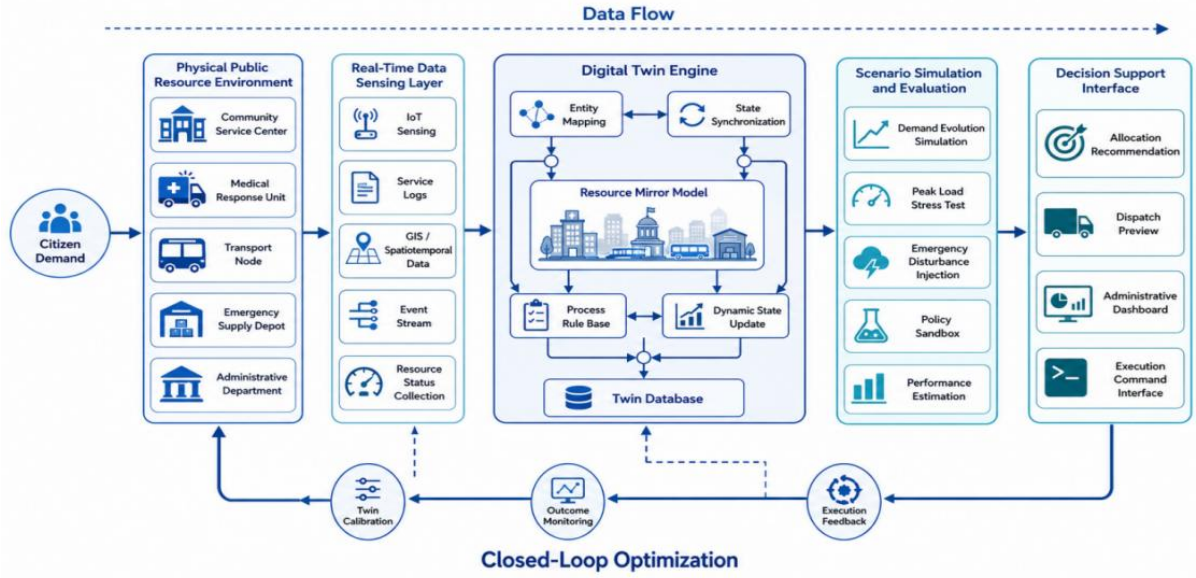 Data Flow
Citizen
Demand
Physical Public
Resource Environment
Community
Service Center
Medical
Response Unit
Transport
Node
Emergency
Supply Depot
Administrative
Department
Real-Time Data
Sensing Layer
IoT
Sensing
Service
Logs
GIS /
Spatiotemporal
Data
Event
Stream
Resource
Status
Collection
Digital Twin Engine
Entity
Mapping
State
Synchronization
Resource Mirror Model
Process
Rule Base
Dynamic State
Update
Twin Database
Scenario Simulation
and Evaluation
Demand Evolution
Simulation
Peak Load
Stress Test
Emergency
Disturbance
Injection
Policy
Sandbox
Performance
Estimation
Decision Support
Interface
Allocation
Recommendation
Dispatch
Preview
Administrative
Dashboard
>_
Execution
Command
Interface
Twin
Calibration
Outcome
Monitoring
Execution
Feedback
Closed-Loop Optimization